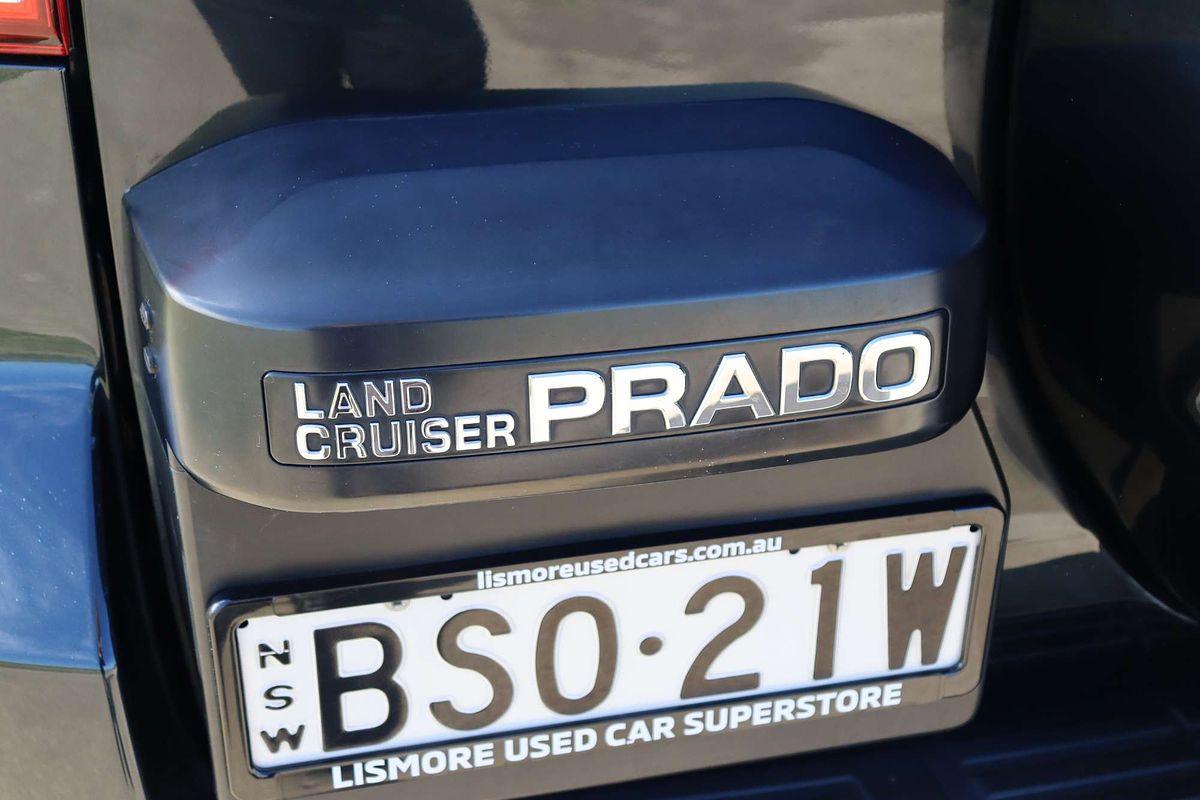 LAND
CRUISER
PRADO
lismoreusedcars.com.au
NSW
BSO·21W
LISMORE USED CAR SUPERSTORE